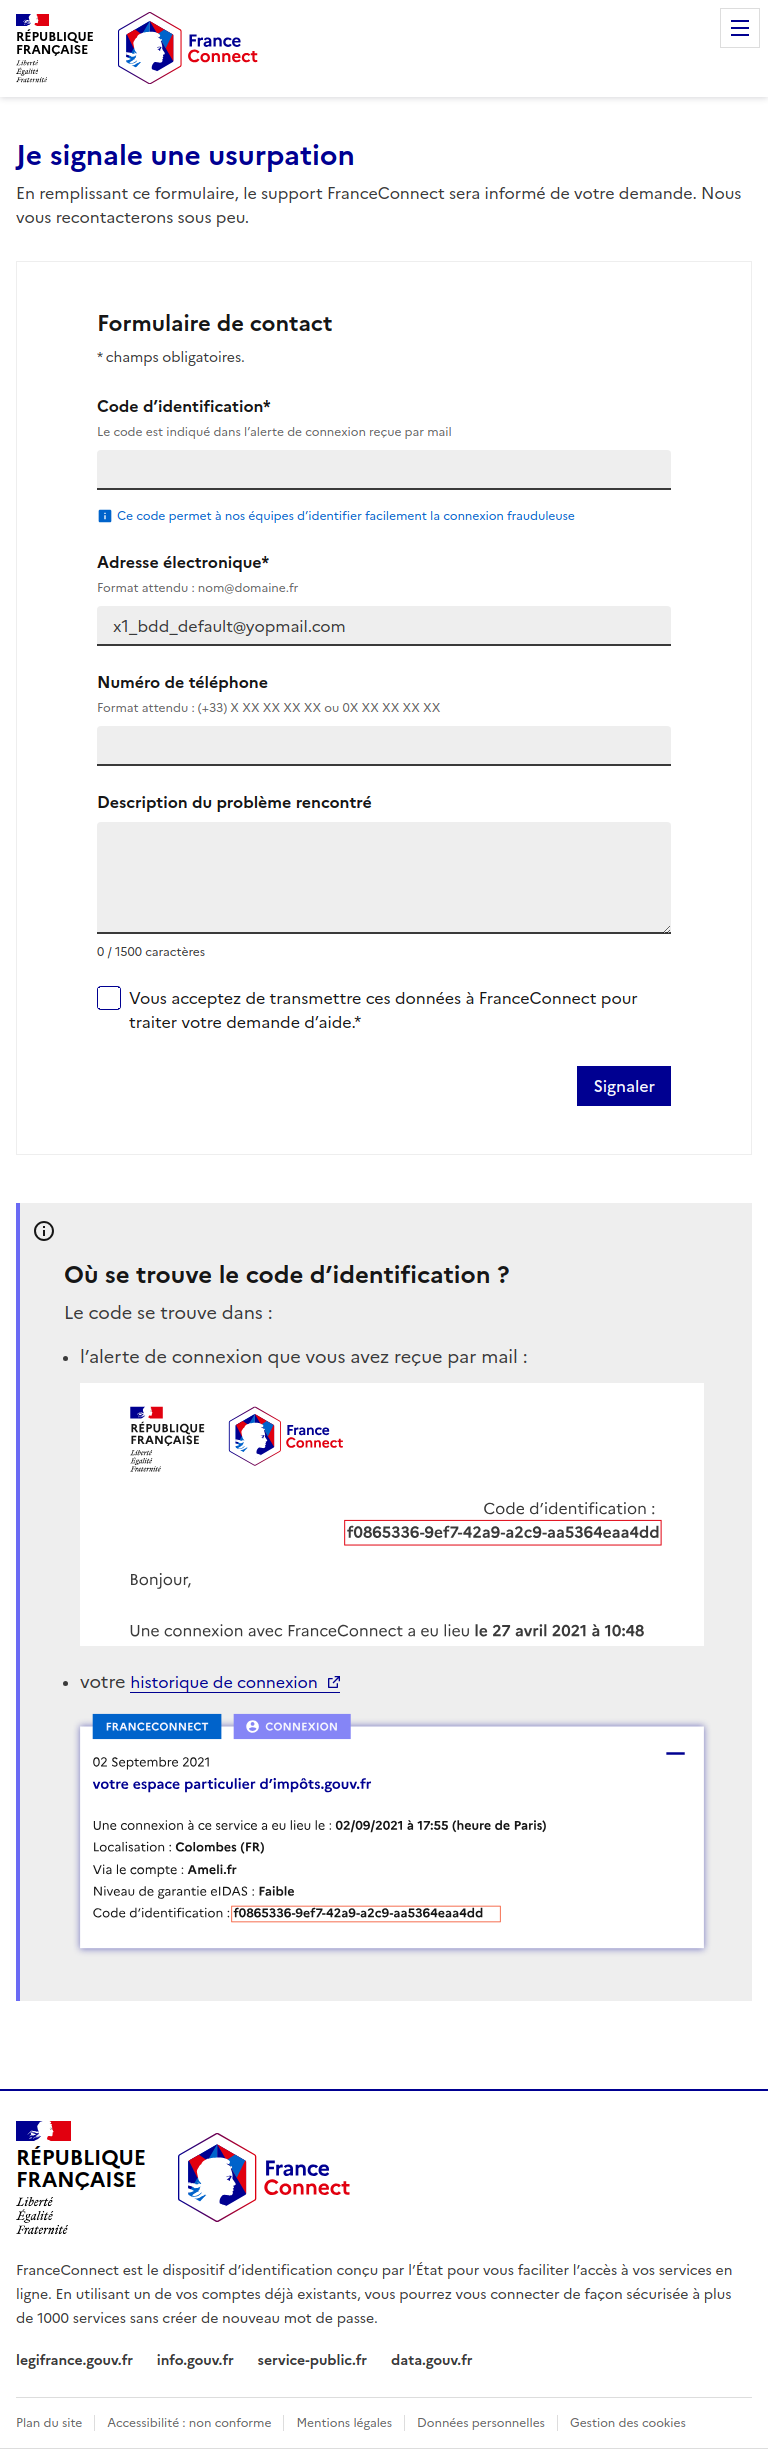 RÉPUBLIQUE
FRANÇAISE
Liberté
Égalité
Fraternité
France
Connect
Je signale une usurpation
En remplissant ce formulaire, le support FranceConnect sera informé de votre demande. Nous
vous recontacterons sous peu.
Formulaire de contact
* champs obligatoires.
Code d’identification*
Le code est indiqué dans l’alerte de connexion reçue par mail
Ce code permet à nos équipes d’identifier facilement la connexion frauduleuse
Adresse électronique*
Format attendu : nom@domaine.fr
x1_bdd_default@yopmail.com
Numéro de téléphone
Format attendu : (+33) X XX XX XX XX ou 0X XX XX XX XX
Description du problème rencontré
0 / 1500 caractères
Vous acceptez de transmettre ces données à FranceConnect pour
traiter votre demande d’aide.*
Signaler
Où se trouve le code d’identification ?
Le code se trouve dans :
• l’alerte de connexion que vous avez reçue par mail :
RÉPUBLIQUE
FRANÇAISE
Liberté
Égalité
Fraternité
France
Connect
Code d’identification :
f0865336-9ef7-42a9-a2c9-aa5364eaa4dd
Bonjour,
Une connexion avec FranceConnect a eu lieu le 27 avril 2021 à 10:48
• votre historique de connexion
FRANCECONNECT CONNEXION
02 Septembre 2021
votre espace particulier d’impôts.gouv.fr
Une connexion à ce service a eu lieu le : 02/09/2021 à 17:55 (heure de Paris)
Localisation : Colombes (FR)
Via le compte : Ameli.fr
Niveau de garantie eIDAS : Faible
Code d’identification : f0865336-9ef7-42a9-a2c9-aa5364eaa4dd
RÉPUBLIQUE
FRANÇAISE
Liberté
Égalité
Fraternité
France
Connect
FranceConnect est le dispositif d’identification conçu par l’État pour vous faciliter l’accès à vos services en
ligne. En utilisant un de vos comptes déjà existants, vous pourrez vous connecter de façon sécurisée à plus
de 1000 services sans créer de nouveau mot de passe.
legifrance.gouv.fr info.gouv.fr service-public.fr data.gouv.fr
Plan du site Accessibilité : non conforme Mentions légales Données personnelles Gestion des cookies